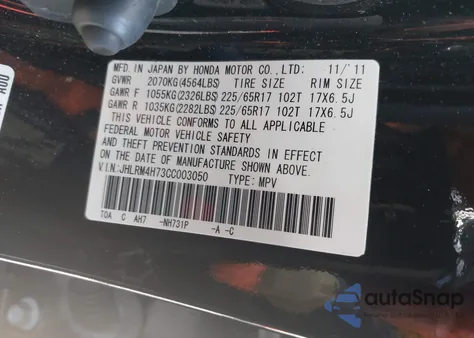 MFD. IN JAPAN BY HONDA MOTOR CO., LTD: 11/'11
GVWR 2070KG(4564LBS) TIRE SIZE RIM SIZE
GAWR F 1055KG(2326LBS) 225/65R17 102T 17X6.5J
GAWR R 1035KG(2282LBS) 225/65R17 102T 17X6.5J
THIS VEHICLE CONFORMS TO ALL APPLICABLE
FEDERAL MOTOR VEHICLE SAFETY
AND THEFT PREVENTION STANDARDS IN EFFECT
ON THE DATE OF MANUFACTURE SHOWN ABOVE.
V.I.N:JHLRM4H73CC003050 TYPE: MPV
TOA C AH7 -NH731P -A -C
autoSnap